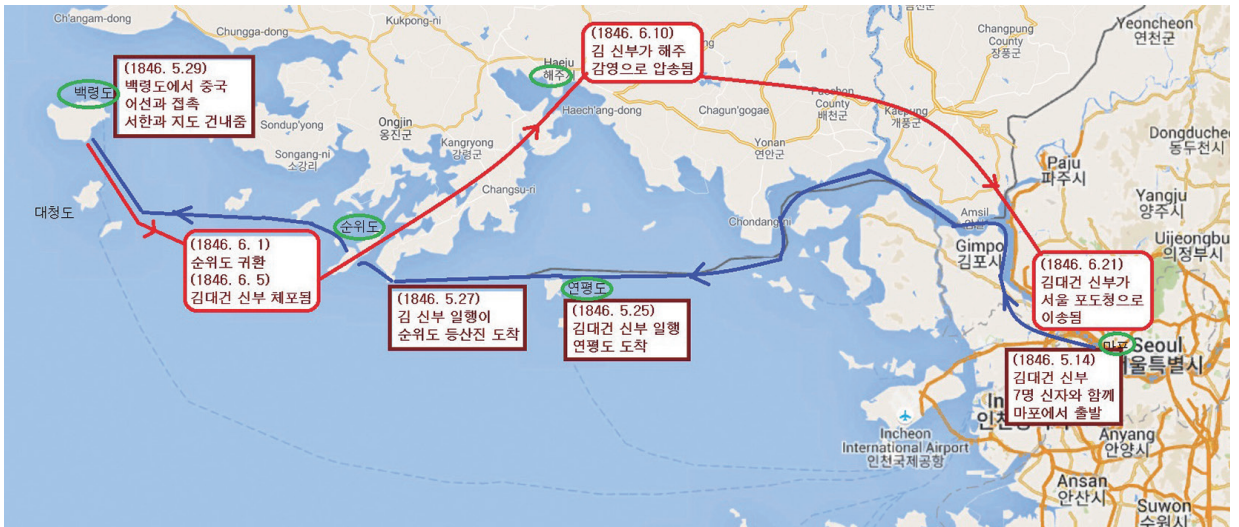 Ch'angam-dong
Kukpong-ni
Chungga-dong
Changpung
County
장풍군
Yeoncheon
연천군
(1846. 5.29)
백령도에서 중국
어선과 접촉
서한과 지도 건내줌
백령도
(1846. 6.10)
김 신부가 해주
감영으로 압송됨
Haeju
해주
Haech'ang-dong
Chagun'gogae
County
배천군
Kaepung
개풍군
Sondup'yong
Ongjin
옹진군
Kangryong
강령군
Songang-ni
소강리
Yonan
연안군
Dongducheo
동두천시
Paju
파주시
Yangju
양주시
Changsu-ri
대청도
순위도
Chondang-ni
Amsil
Gimpo
김포시
Uijeongbu
의정부시
(1846. 6. 1)
순위도 귀환
(1846. 6. 5)
김대건 신부 체포됨
(1846. 5.27)
김 신부 일행이
순위도 등산진 도착
연평도
(1846. 5.25)
김대건 신부 일행
연평도 도착
(1846. 6.21)
김대건 신부가
서울 포도청으로
이송됨
마포
Seoul
서울특별시
(1846. 5.14)
김대건 신부
7명 신자와 함께
마포에서 출발
Incheon
International Airport
인천국제공항
Anyang
안양시
Ansan
안산시
Suwon
수원시